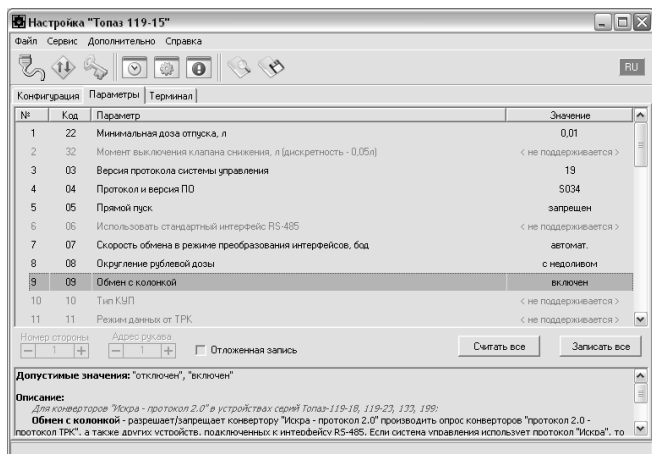 Настройка "Топаз 119-15"
Файл Сервис Дополнительно Справка
RU
Конфигурация Параметры Терминал
№ Код Параметр Значение
1 22 Минимальная доза отпуска, л 0,01
2 32 Момент выключения клапана снижения, л (дискретность - 0,05л) < не поддерживается >
3 03 Версия протокола системы управления 19
4 04 Протокол и версия ПО S034
5 05 Прямой пуск запрещен
6 06 Использовать стандартный интерфейс RS-485 < не поддерживается >
7 07 Скорость обмена в режиме преобразования интерфейсов, бод автомат.
8 08 Округление рублевой дозы с недоливом
9 09 Обмен с колонкой включен
10 10 Тип КУП < не поддерживается >
11 11 Режим данных от ТРК < не поддерживается >
Номер стороны Адрес рукава
1 1 Отложенная запись Считать все Записать все
Допустимые значения: "отключен", "включен"
Описание:
Для конверторов "Искра - протокол 2.0" в устройствах серий Топаз-119-18, 119-23, 133, 199:
Обмен с колонкой - разрешает/запрещает конвертору "Искра - протокол 2.0" производить опрос конверторов "протокол 2.0 -
протокол ТРК", а также других устройств, подключенных к интерфейсу RS-485. Если система управления использует протокол "Искра", то